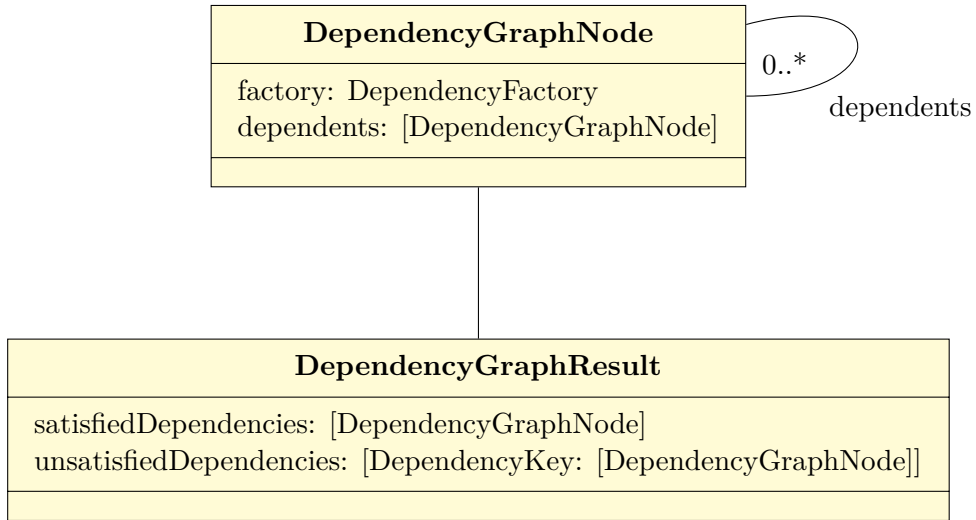 DependencyGraphNode
factory: DependencyFactory
dependents: [DependencyGraphNode]
0..*
dependents
DependencyGraphResult
satisfiedDependencies: [DependencyGraphNode]
unsatisfiedDependencies: [DependencyKey: [DependencyGraphNode]]